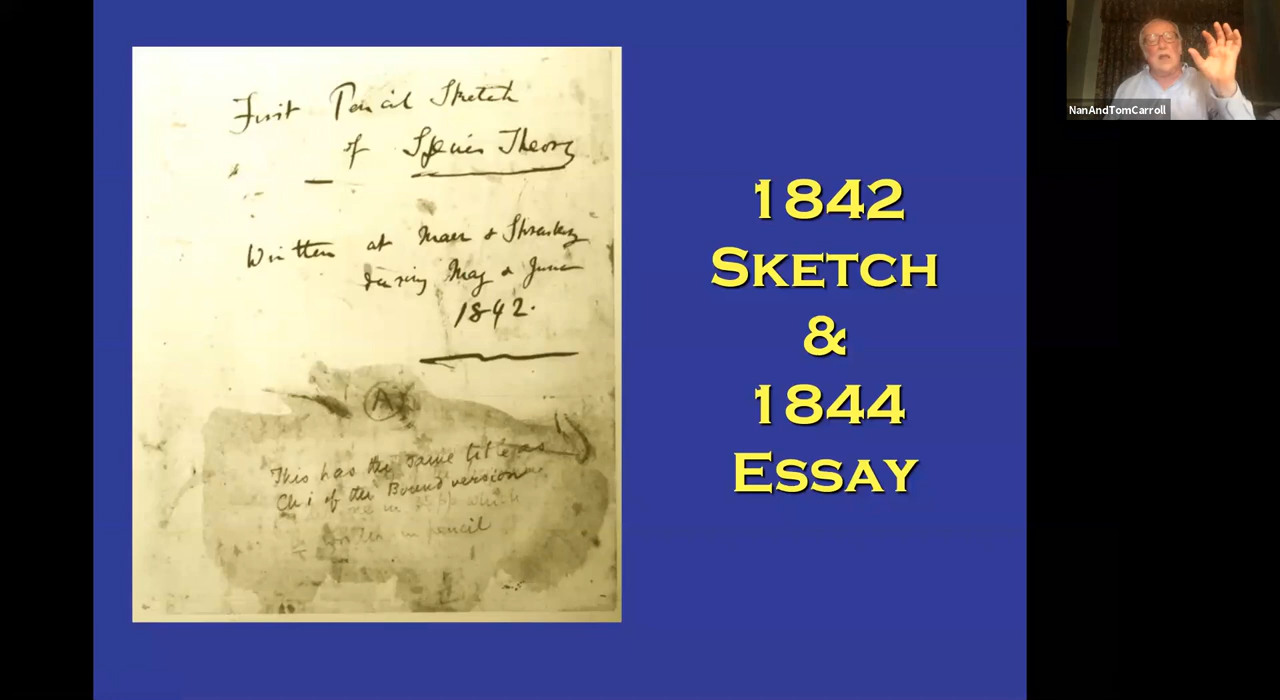 First Pencil Sketch
of Species Theory
Written at Maer & Shrewsbury
during May & June
1842.
A
This has the same title as
Ch i of the Bound version
which
written in pencil
1842
SKETCH
&
1844
ESSAY
NanAndTomCarroll